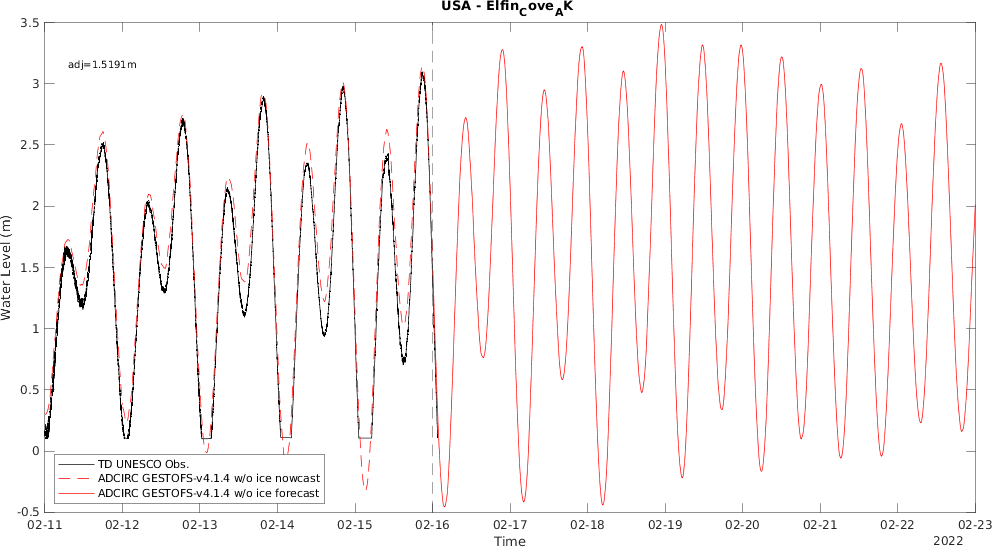 USA - Elfin_Cove_AK
adj=1.5191m
Water Level (m)
3.5
3
2.5
2
1.5
1
0.5
0
-0.5
TD UNESCO Obs.
ADCIRC GESTOFS-v4.1.4 w/o ice nowcast
ADCIRC GESTOFS-v4.1.4 w/o ice forecast
02-11 02-12 02-13 02-14 02-15 02-16 02-17 02-18 02-19 02-20 02-21 02-22 02-23
Time
2022